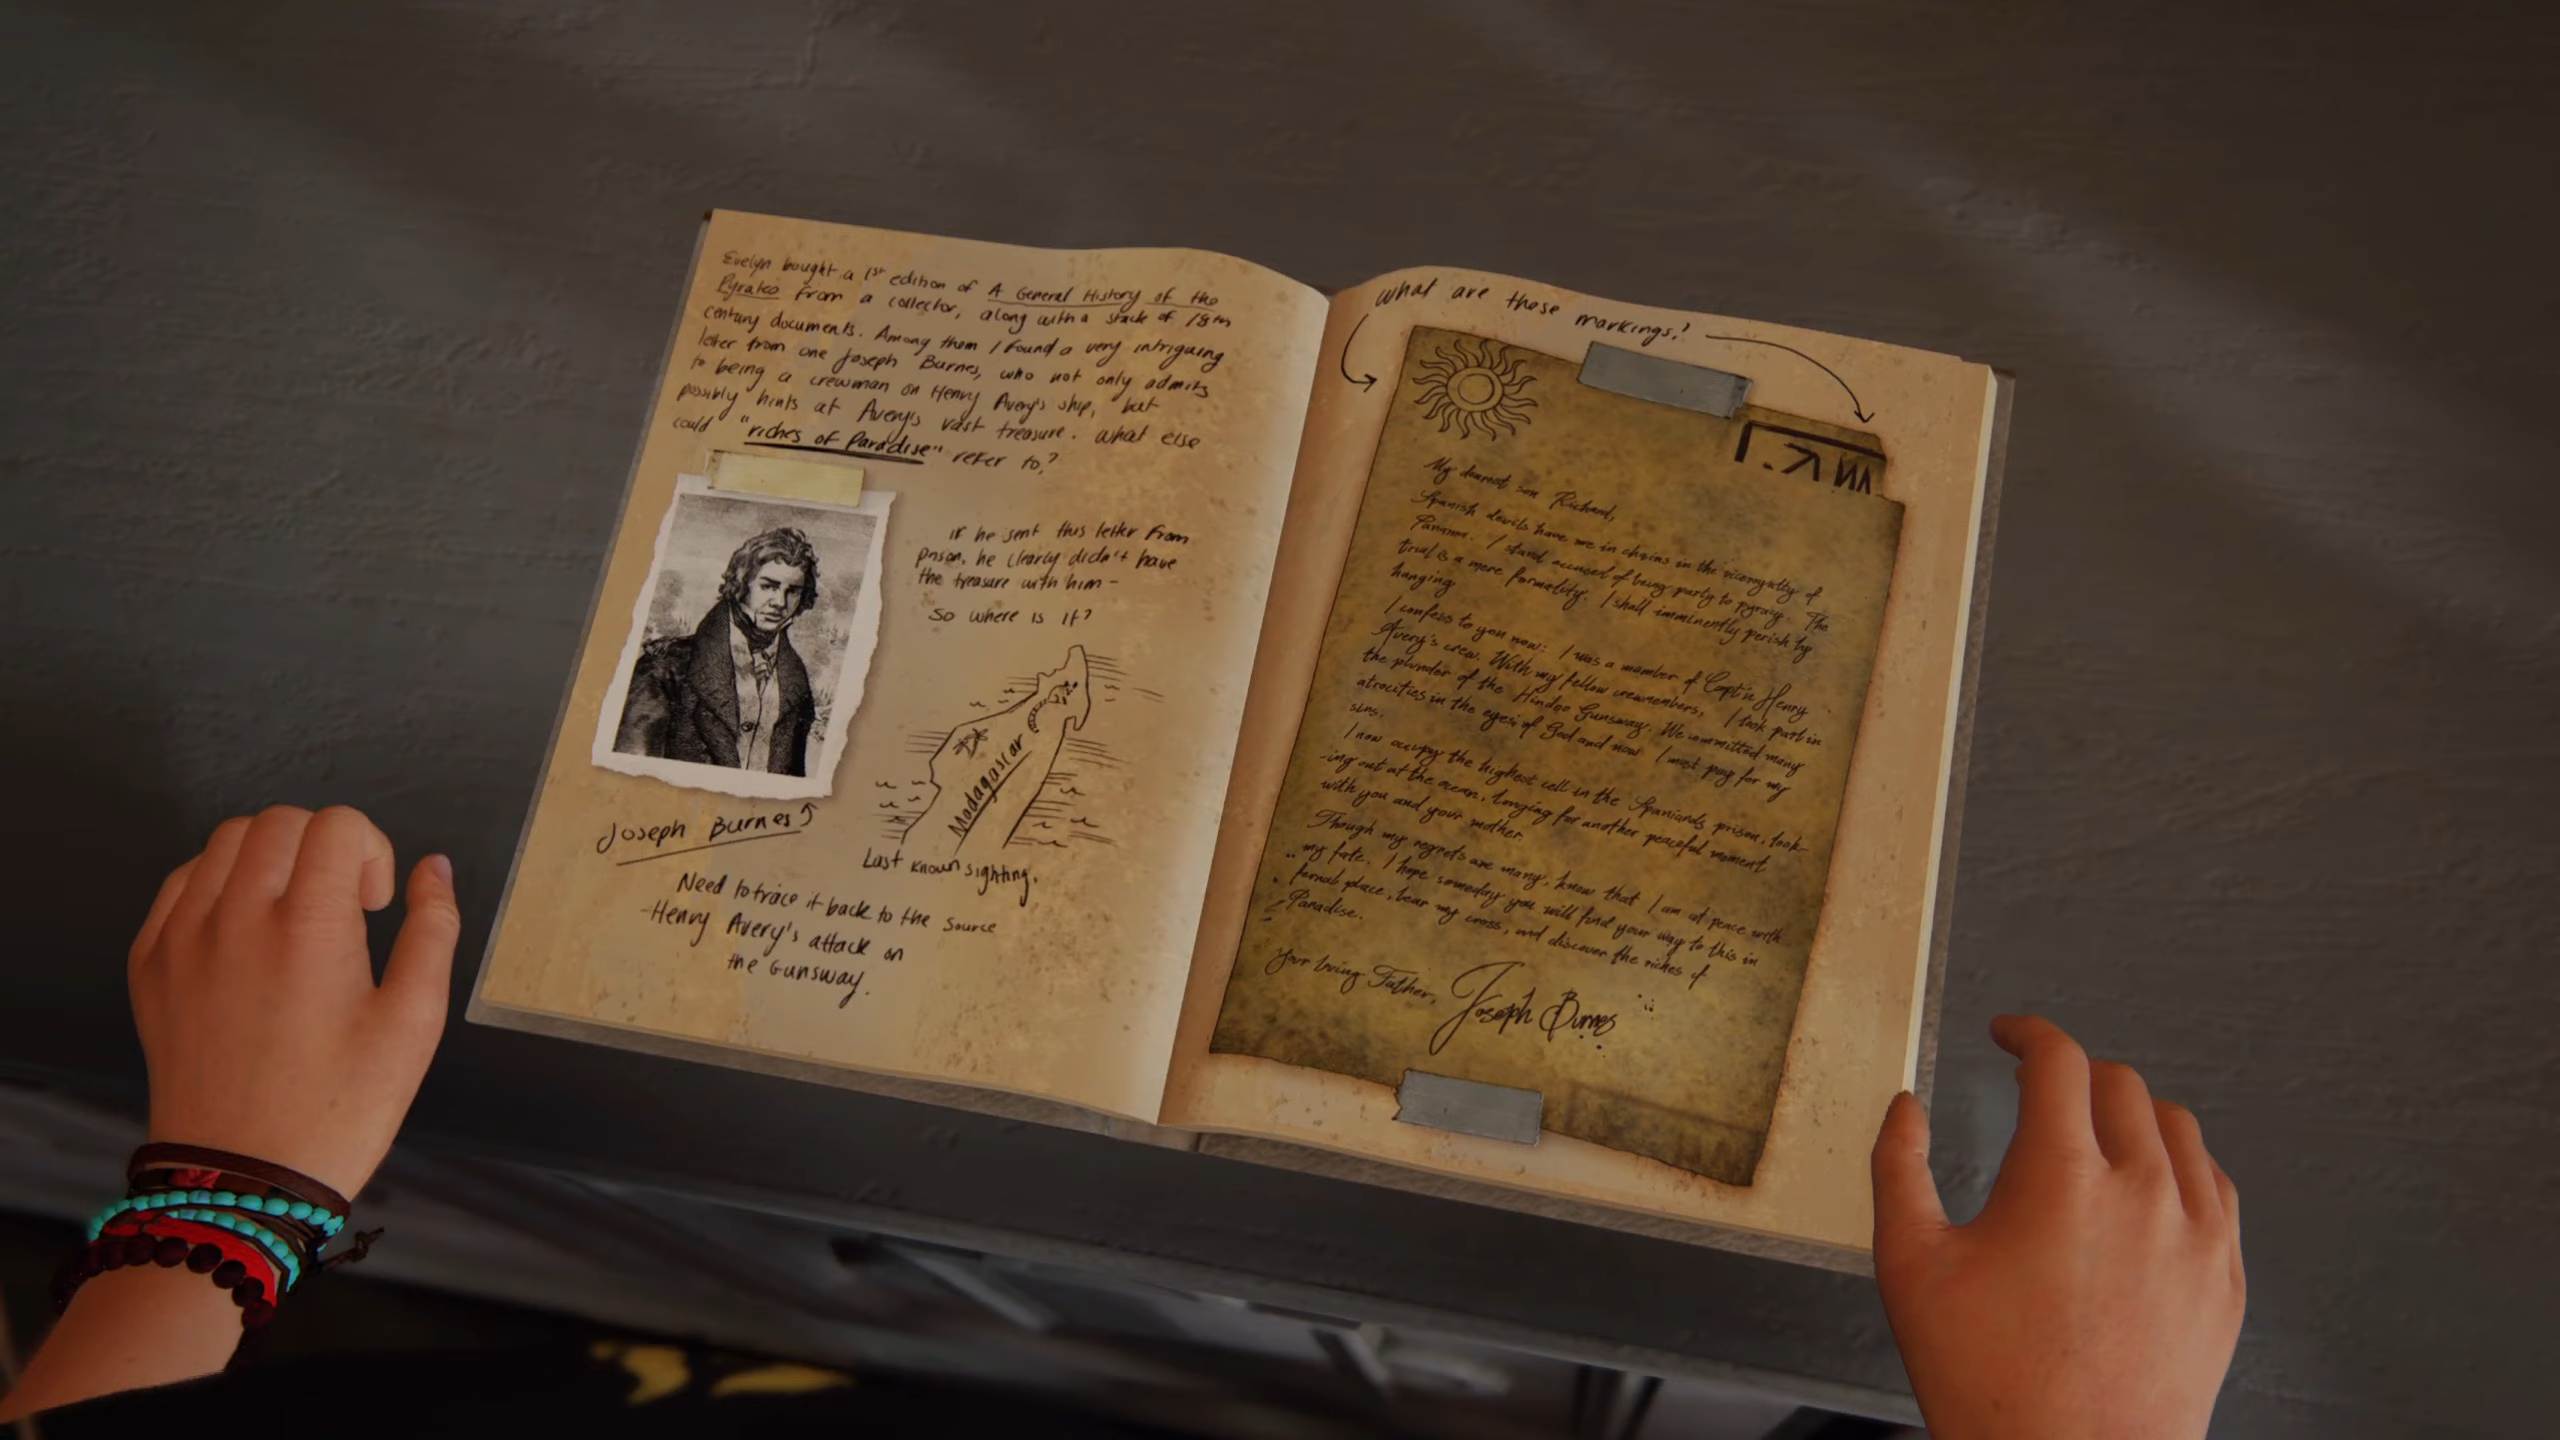 Evelyn bought a 1st edition of A General History of the
Pyrates from a collector, along with a stack of 18th
century documents. Among them I found a very intriguing
letter from one Joseph Burnes, who not only admits
to being a crewman on Henry Avery's ship, but
possibly hints at Avery's vast treasure. What else
could "riches of Paradise" refer to?
If he sent this letter from
prison, he clearly didn't have
the treasure with him -
So where is it?
Madagascar
Joseph Burnes
Last known sighting.
Need to trace it back to the source
-Henry Avery's attack on
the Gunsway.
What are these markings?
My dearest son Richard,
Spanish devils have me in chains in the viceroyalty of
Panama. I stand accused of being party to pyracy. The
trial is a mere formality. I shall imminently perish by
hanging
I confess to you now: I was a member of Capt'n Henry
Avery's crew. With my fellow crewmembers, I took part in
the plunder of the Hindoo Gunsway. We committed many
atrocities in the eyes of God and now I must pay for my
sins.
I now occupy the highest cell in the Spaniards prison, look-
-ing out at the ocean, longing for another peaceful moment
with you and your mother.
Though my regrets are many, know that I am at peace with
my fate. I hope someday you will find your way to this in
fernal place, bear my cross, and discover the riches of
Paradise.
Your loving Father,
Joseph Burnes